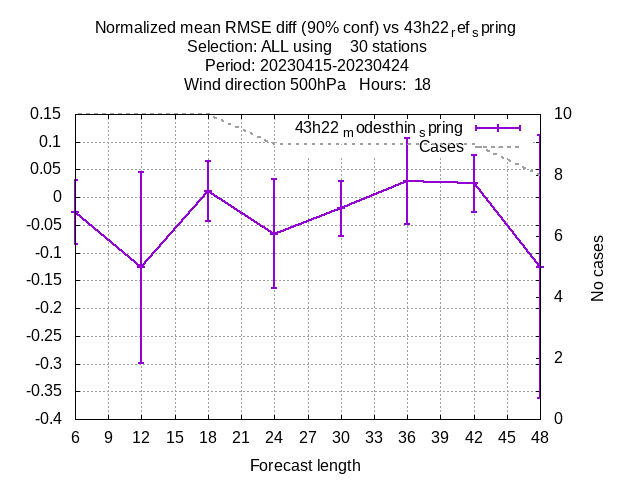 Normalized mean RMSE diff (90% conf) vs 43h22refspring
Selection: ALL using 30 stations
Period: 20230415-20230424
Wind direction 500hPa Hours: 18
43h22modesthinspring
Cases
0.15
0.1
0.05
0
-0.05
-0.1
-0.15
-0.2
-0.25
-0.3
-0.35
-0.4
10
8
6
4
2
0
No cases
6 9 12 15 18 21 24 27 30 33 36 39 42 45 48
Forecast length